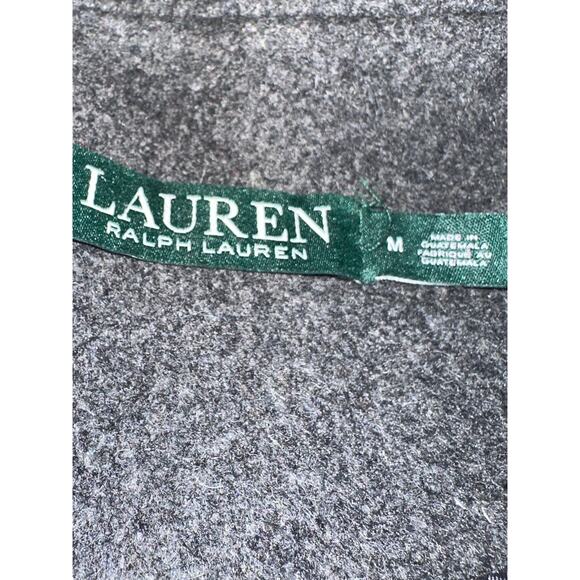 LAUREN
RALPH LAUREN
M
MADE IN
GUATEMALA
FABRIQUÉ AU
GUATEMALA